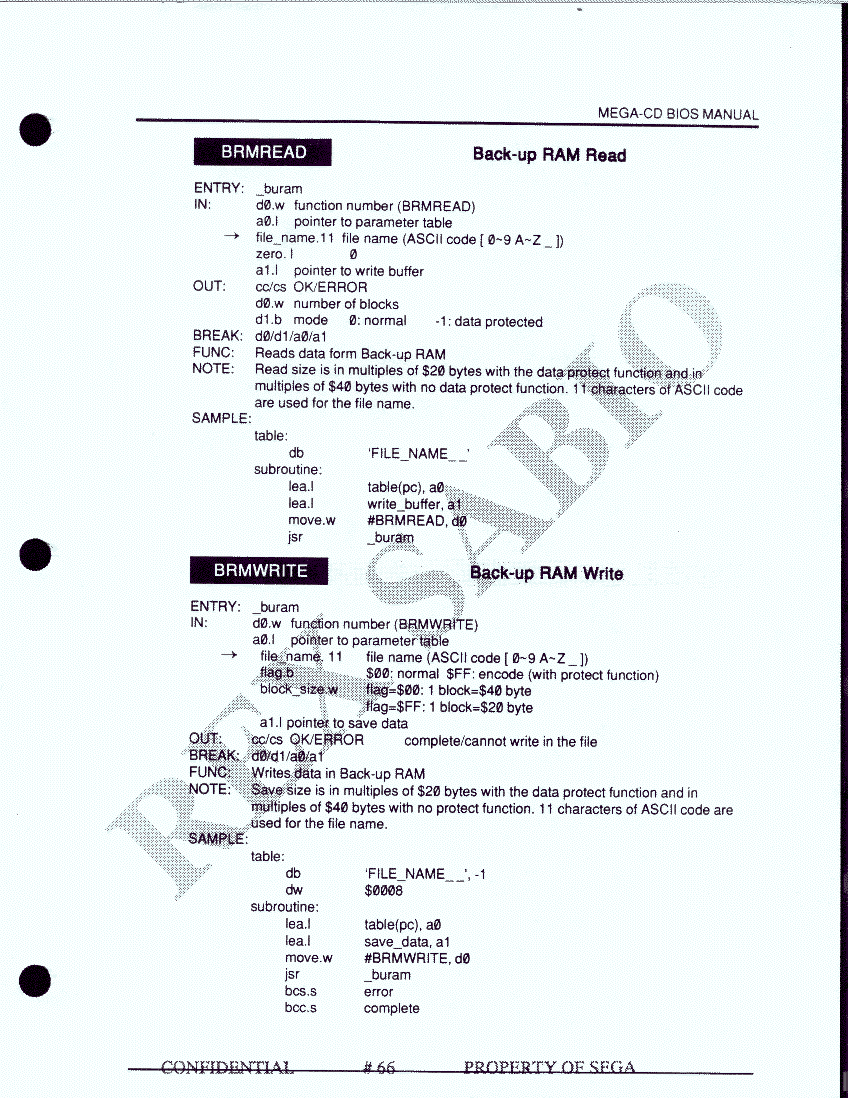 MEGA-CD BIOS MANUAL
BRMREAD Back-up RAM Read
ENTRY: _buram
IN: d0.w function number (BRMREAD)
a0.l pointer to parameter table
→ file_name.11 file name (ASCII code [ 0~9 A~Z _ ])
zero. l 0
a1.l pointer to write buffer
OUT: cc/cs OK/ERROR
d0.w number of blocks
d1.b mode 0: normal -1: data protected
BREAK: d0/d1/a0/a1
FUNC: Reads data form Back-up RAM
NOTE: Read size is in multiples of $20 bytes with the data protect function and in
multiples of $40 bytes with no data protect function. 11 characters of ASCII code
are used for the file name.
SAMPLE:
table:
db 'FILE_NAME_ _'
subroutine:
lea.l table(pc), a0
lea.l write_buffer, a1
move.w #BRMREAD, d0
jsr _buram
BRMWRITE Back-up RAM Write
ENTRY: _buram
IN: d0.w function number (BRMWRITE)
a0.l pointer to parameter table
→ file_name. 11 file name (ASCII code [ 0~9 A~Z _ ])
flag.b $00: normal $FF: encode (with protect function)
block_size.w flag=$00: 1 block=$40 byte
flag=$FF: 1 block=$20 byte
a1.l pointer to save data
OUT: cc/cs OK/ERROR complete/cannot write in the file
BREAK: d0/d1/a0/a1
FUNC: Writes data in Back-up RAM
NOTE: Save size is in multiples of $20 bytes with the data protect function and in
multiples of $40 bytes with no protect function. 11 characters of ASCII code are
used for the file name.
SAMPLE:
table:
db 'FILE_NAME_ _', -1
dw $0008
subroutine:
lea.l table(pc), a0
lea.l save_data, a1
move.w #BRMWRITE, d0
jsr _buram
bcs.s error
bcc.s complete
CONFIDENTIAL # 66 PROPERTY OF SEGA
REX SABIO